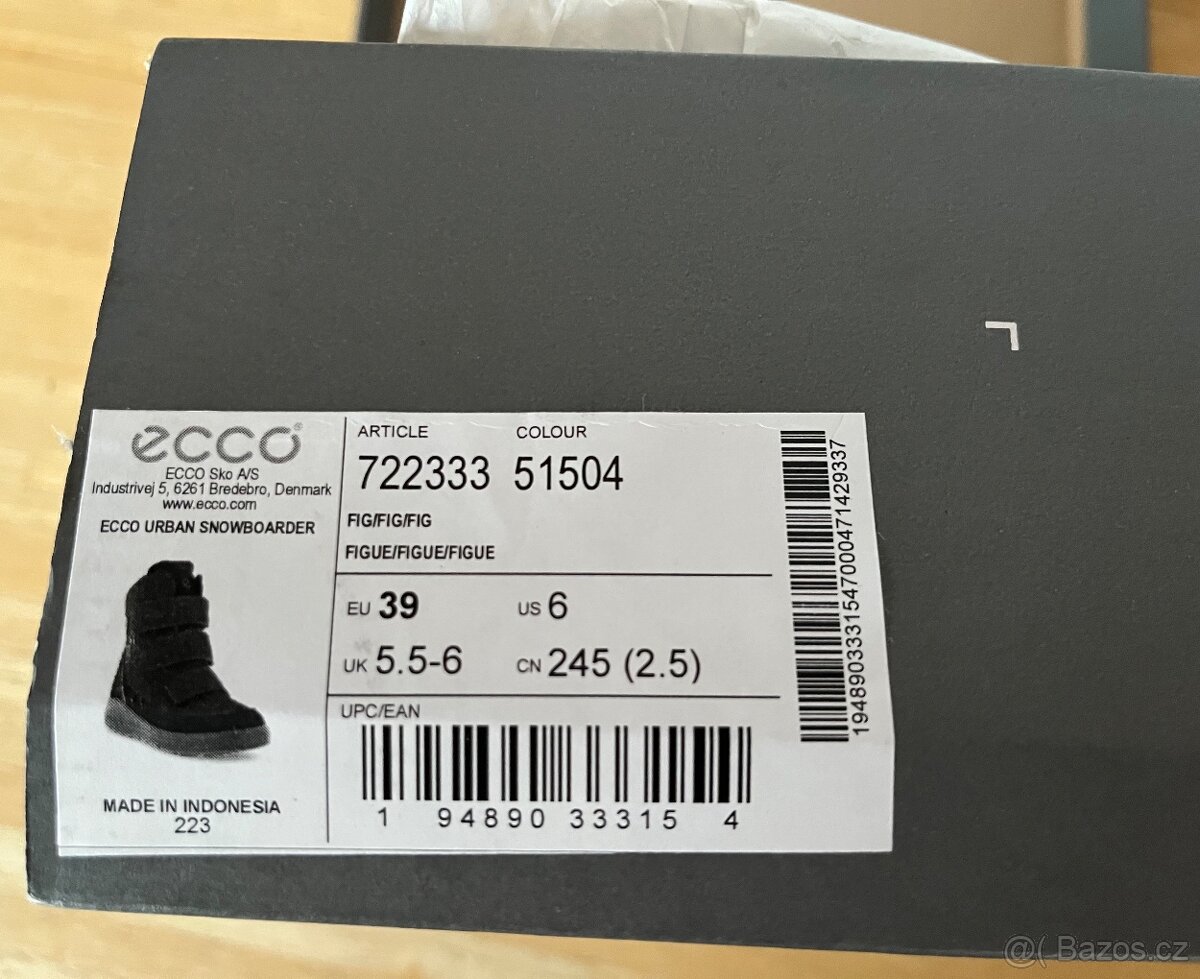 ecco®
ECCO Sko A/S
Industrivej 5, 6261 Bredebro, Denmark
www.ecco.com
ECCO URBAN SNOWBOARDER
MADE IN INDONESIA
223
ARTICLE COLOUR
722333 51504
FIG/FIG/FIG
FIGUE/FIGUE/FIGUE
EU 39 US 6
UK 5.5-6 CN 245 (2.5)
UPC/EAN
1 94890 33315 4
19489033315470004714293​37
@( Bazos.cz